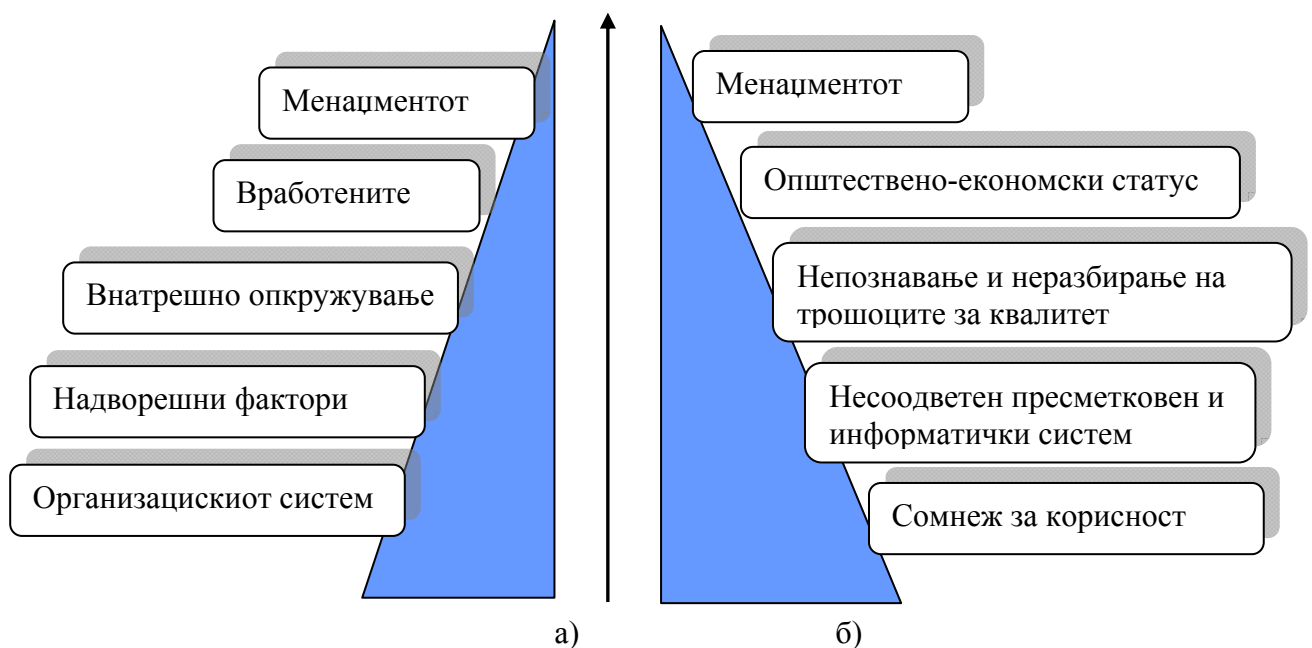 Менаџментот
Вработените
Внатрешно опкружување
Надворешни фактори
Организацискиот систем
Менаџментот
Општествено-економски статус
Непознавање и неразбирање на
трошоците за квалитет
Несоодветен пресметковен и
информатички систем
Сомнеж за корисност
а)
б)